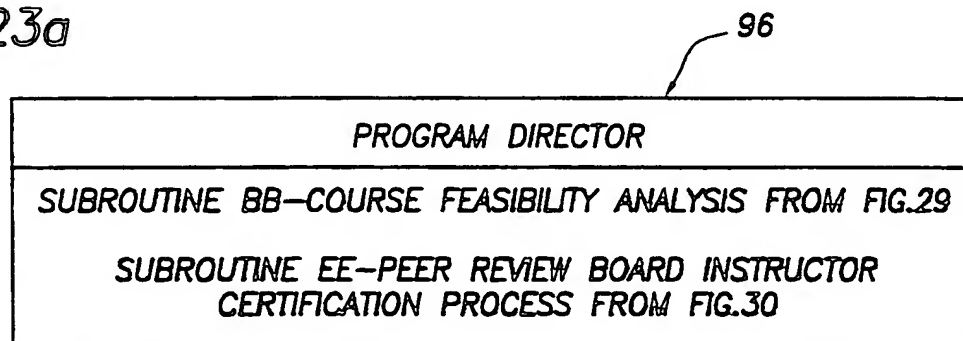 23a
96
PROGRAM DIRECTOR
SUBROUTINE BB–COURSE FEASIBILITY ANALYSIS FROM FIG.29
SUBROUTINE EE–PEER REVIEW BOARD INSTRUCTOR
CERTIFICATION PROCESS FROM FIG.30